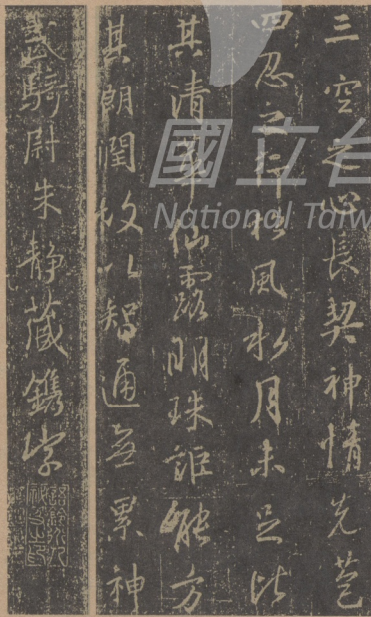 三空之心長契神情先苞
四忍之行松風水月未足比
其清華仙露明珠詎能方
其朗潤故以智通無累神
武騎尉朱靜藏鐫字
國立台
National Taiw